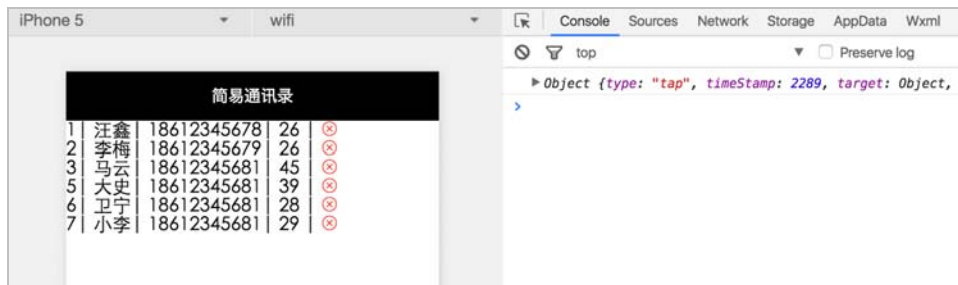 iPhone 5 wifi Console Sources Network Storage AppData Wxml
top Preserve log
Object {type: "tap", timeStamp: 2289, target: Object,
简易通讯录
1| 汪鑫| 18612345678| 26 |
2| 李梅| 18612345679| 26 |
3| 马云| 18612345681| 45 |
5| 大史| 18612345681| 39 |
6| 卫宁| 18612345681| 28 |
7| 小李| 18612345681| 29 |